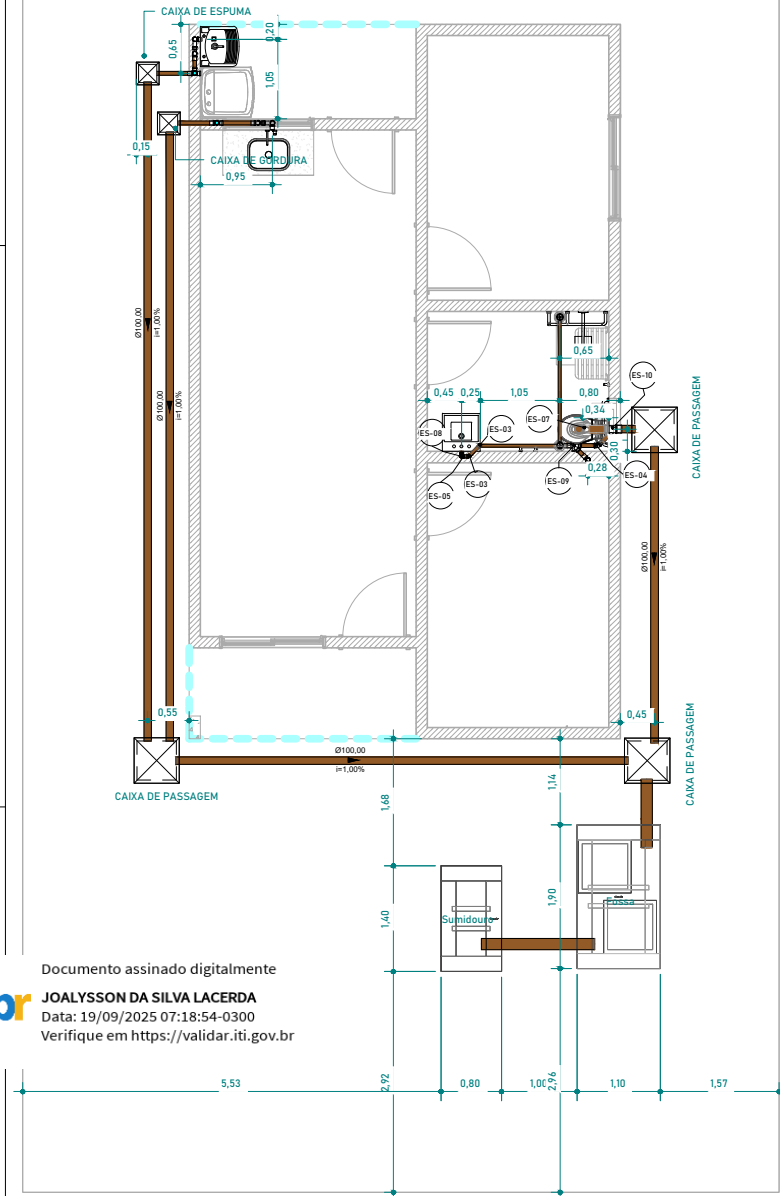 CAIXA DE ESPUMA
0,20
0,65
1,05
0,15
CAIXA DE GORDURA
0,95
Ø100,00
i=1,00%
Ø100,00
i=1,00%
0,65
ES-10
0,45
0,25
1,05
0,80
0,34
ES-07
ES-08
ES-03
0,30
CAIXA DE PASSAGEM
0,28
ES-05
ES-03
ES-09
ES-04
Ø100,00
i=1,00%
0,55
0,45
CAIXA DE PASSAGEM
Ø100,00
i=1,00%
CAIXA DE PASSAGEM
1,68
1,14
1,90
Fossa
1,40
Sumidouro
Documento assinado digitalmente
JOALYSSON DA SILVA LACERDA
Data: 19/09/2025 07:18:54-0300
Verifique em https://validar.iti.gov.br
5,53
2,92
0,80
1,00
2,96
1,10
1,57